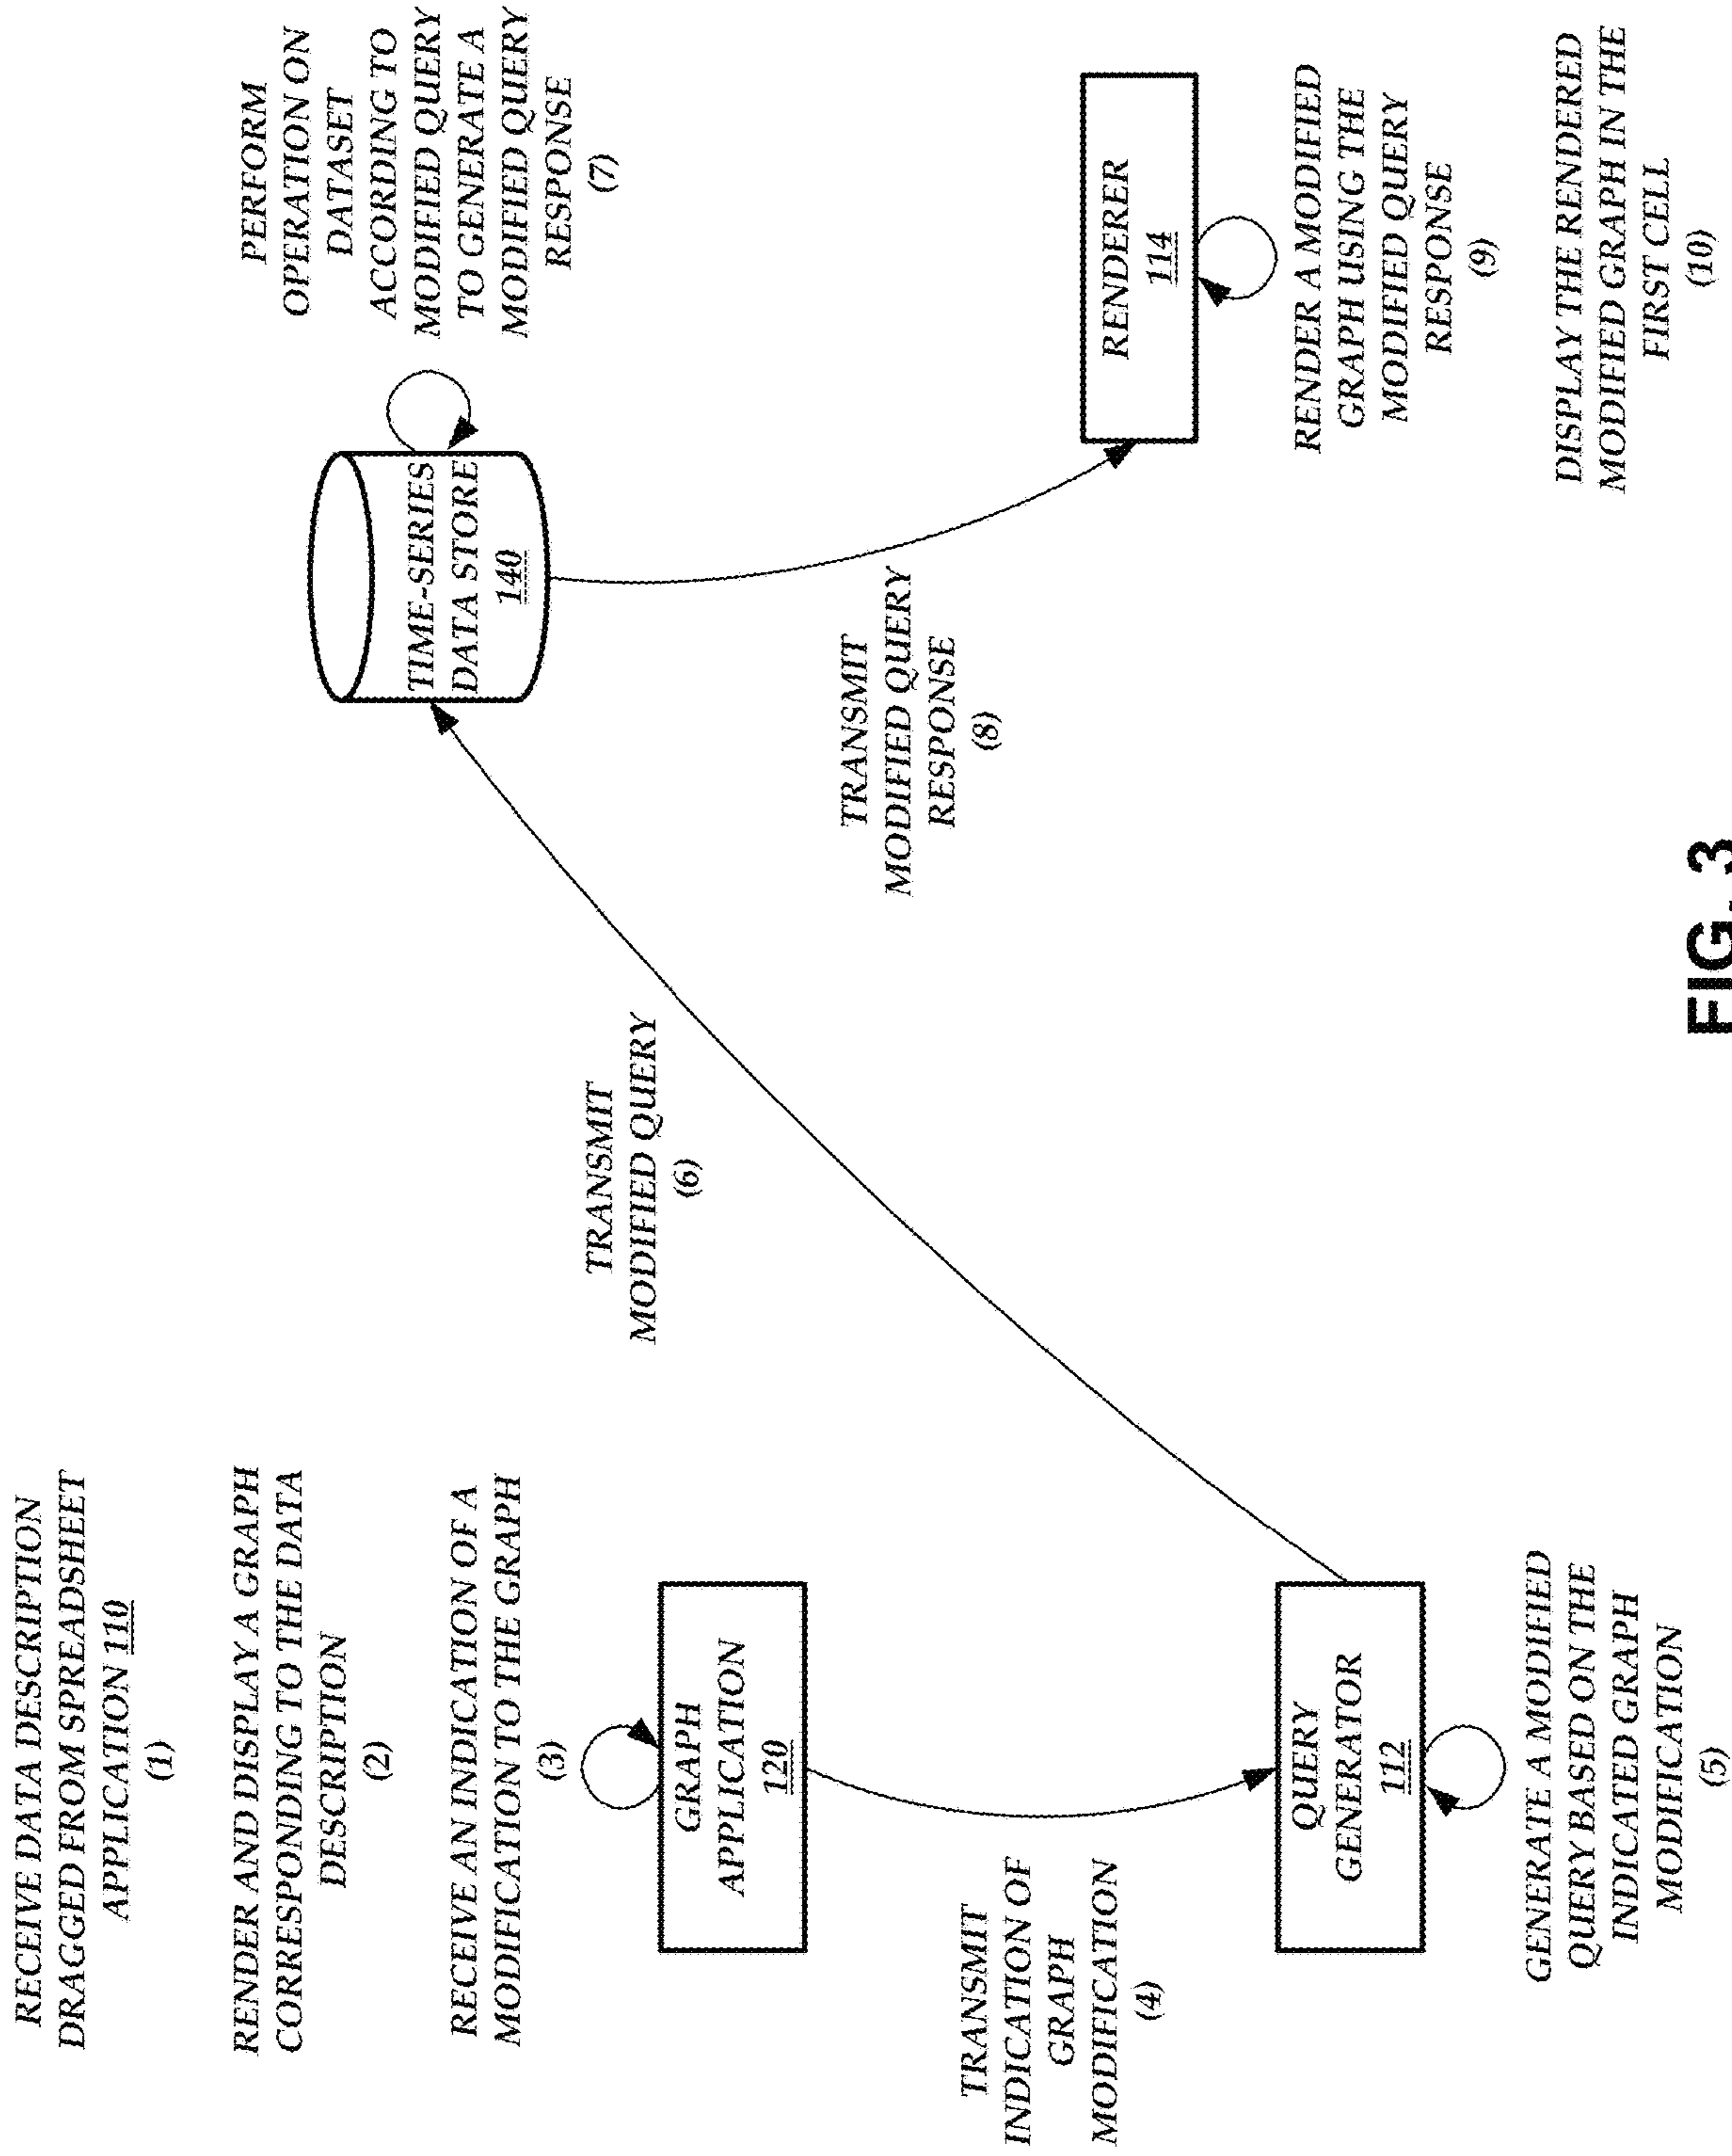 RECEIVE DATA DESCRIPTION
DRAGGED FROM SPREADSHEET
APPLICATION 110
(1)
RENDER AND DISPLAY A GRAPH
CORRESPONDING TO THE DATA
DESCRIPTION
(2)
RECEIVE AN INDICATION OF A
MODIFICATION TO THE GRAPH
(3)
GRAPH
APPLICATION
120
TRANSMIT
INDICATION OF
GRAPH
MODIFICATION
(4)
QUERY
GENERATOR
112
GENERATE A MODIFIED
QUERY BASED ON THE
INDICATED GRAPH
MODIFICATION
(5)
TRANSMIT
MODIFIED QUERY
(6)
TIME-SERIES
DATA STORE
140
PERFORM
OPERATION ON
DATASET
ACCORDING TO
MODIFIED QUERY
TO GENERATE A
MODIFIED QUERY
RESPONSE
(7)
TRANSMIT
MODIFIED QUERY
RESPONSE
(8)
RENDERER
114
RENDER A MODIFIED
GRAPH USING THE
MODIFIED QUERY
RESPONSE
(9)
DISPLAY THE RENDERED
MODIFIED GRAPH IN THE
FIRST CELL
(10)
FIG. 3